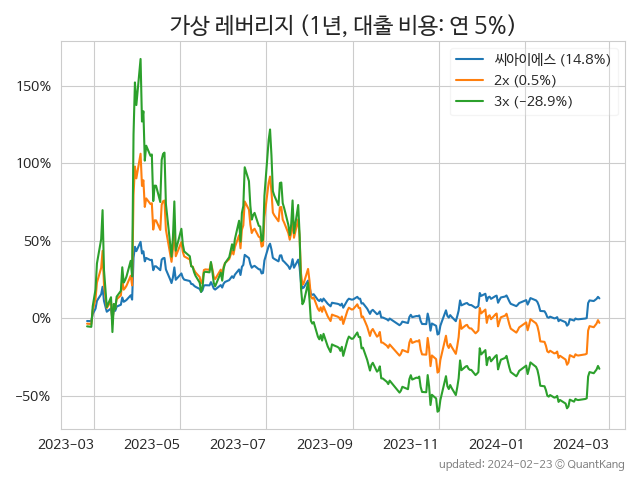 가상 레버리지 (1년, 대출 비용: 연 5%)
씨아이에스 (14.8%)
2x (0.5%)
3x (−28.9%)
150%
100%
50%
0%
−50%
2023-03 2023-05 2023-07 2023-09 2023-11 2024-01 2024-03
updated: 2024-02-23 © QuantKang